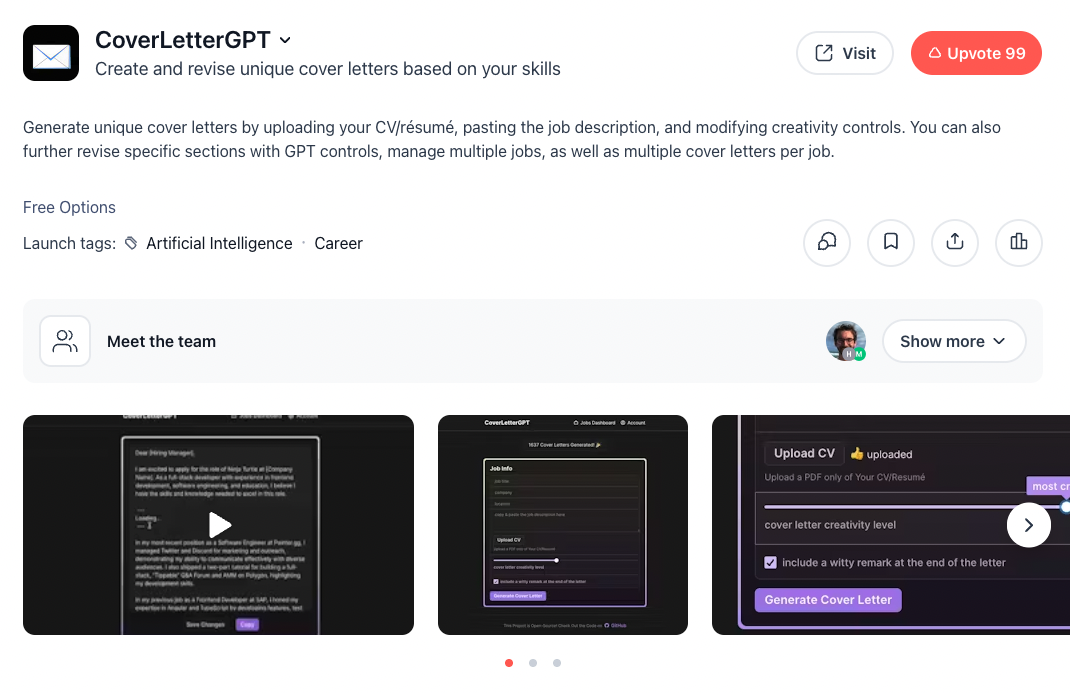 CoverLetterGPT
Create and revise unique cover letters based on your skills
Visit
Upvote 99
Generate unique cover letters by uploading your CV/résumé, pasting the job description, and modifying creativity controls. You can also
further revise specific sections with GPT controls, manage multiple jobs, as well as multiple cover letters per job.
Free Options
Launch tags:
Artificial Intelligence · Career
Meet the team
H M
Show more
CoverLetterGPT
Dear [Hiring Manager],
I am excited to apply for the role of Ninja Turtle at [Company
Name]. As a full-stack developer with experience in frontend
development, software engineering, and education, I believe I
have the skills and knowledge needed to excel in this role.
Loading...
In my most recent position as a Software Engineer at
managed Twitter and Discord for marketing and outreach,
demonstrating my ability to communicate effectively with diverse
audiences. I also shipped a two-part tutorial for building a full-
stack, "Tippable" Q&A Forum and AMM on Polygon, highlighting
my development skills.
In my previous job as a Frontend Developer at SAP, I honed my
expertise in Angular and TypeScript by developing features, test
Save Changes
Copy
CoverLetterGPT
Jobs Dashboard
Account
1537 Cover Letters Generated! 🎉
Job Info
job title
company
location
copy & paste the job description here
Upload CV
Upload a PDF only of Your CV/Resumé
cover letter creativity level
include a witty remark at the end of the letter
Generate Cover Letter
This Project is Open Source! Check Out the Code on
GitHub
Upload CV
👍 uploaded
Upload a PDF only of Your CV/Resumé
most cr
cover letter creativity level
include a witty remark at the end of the letter
Generate Cover Letter